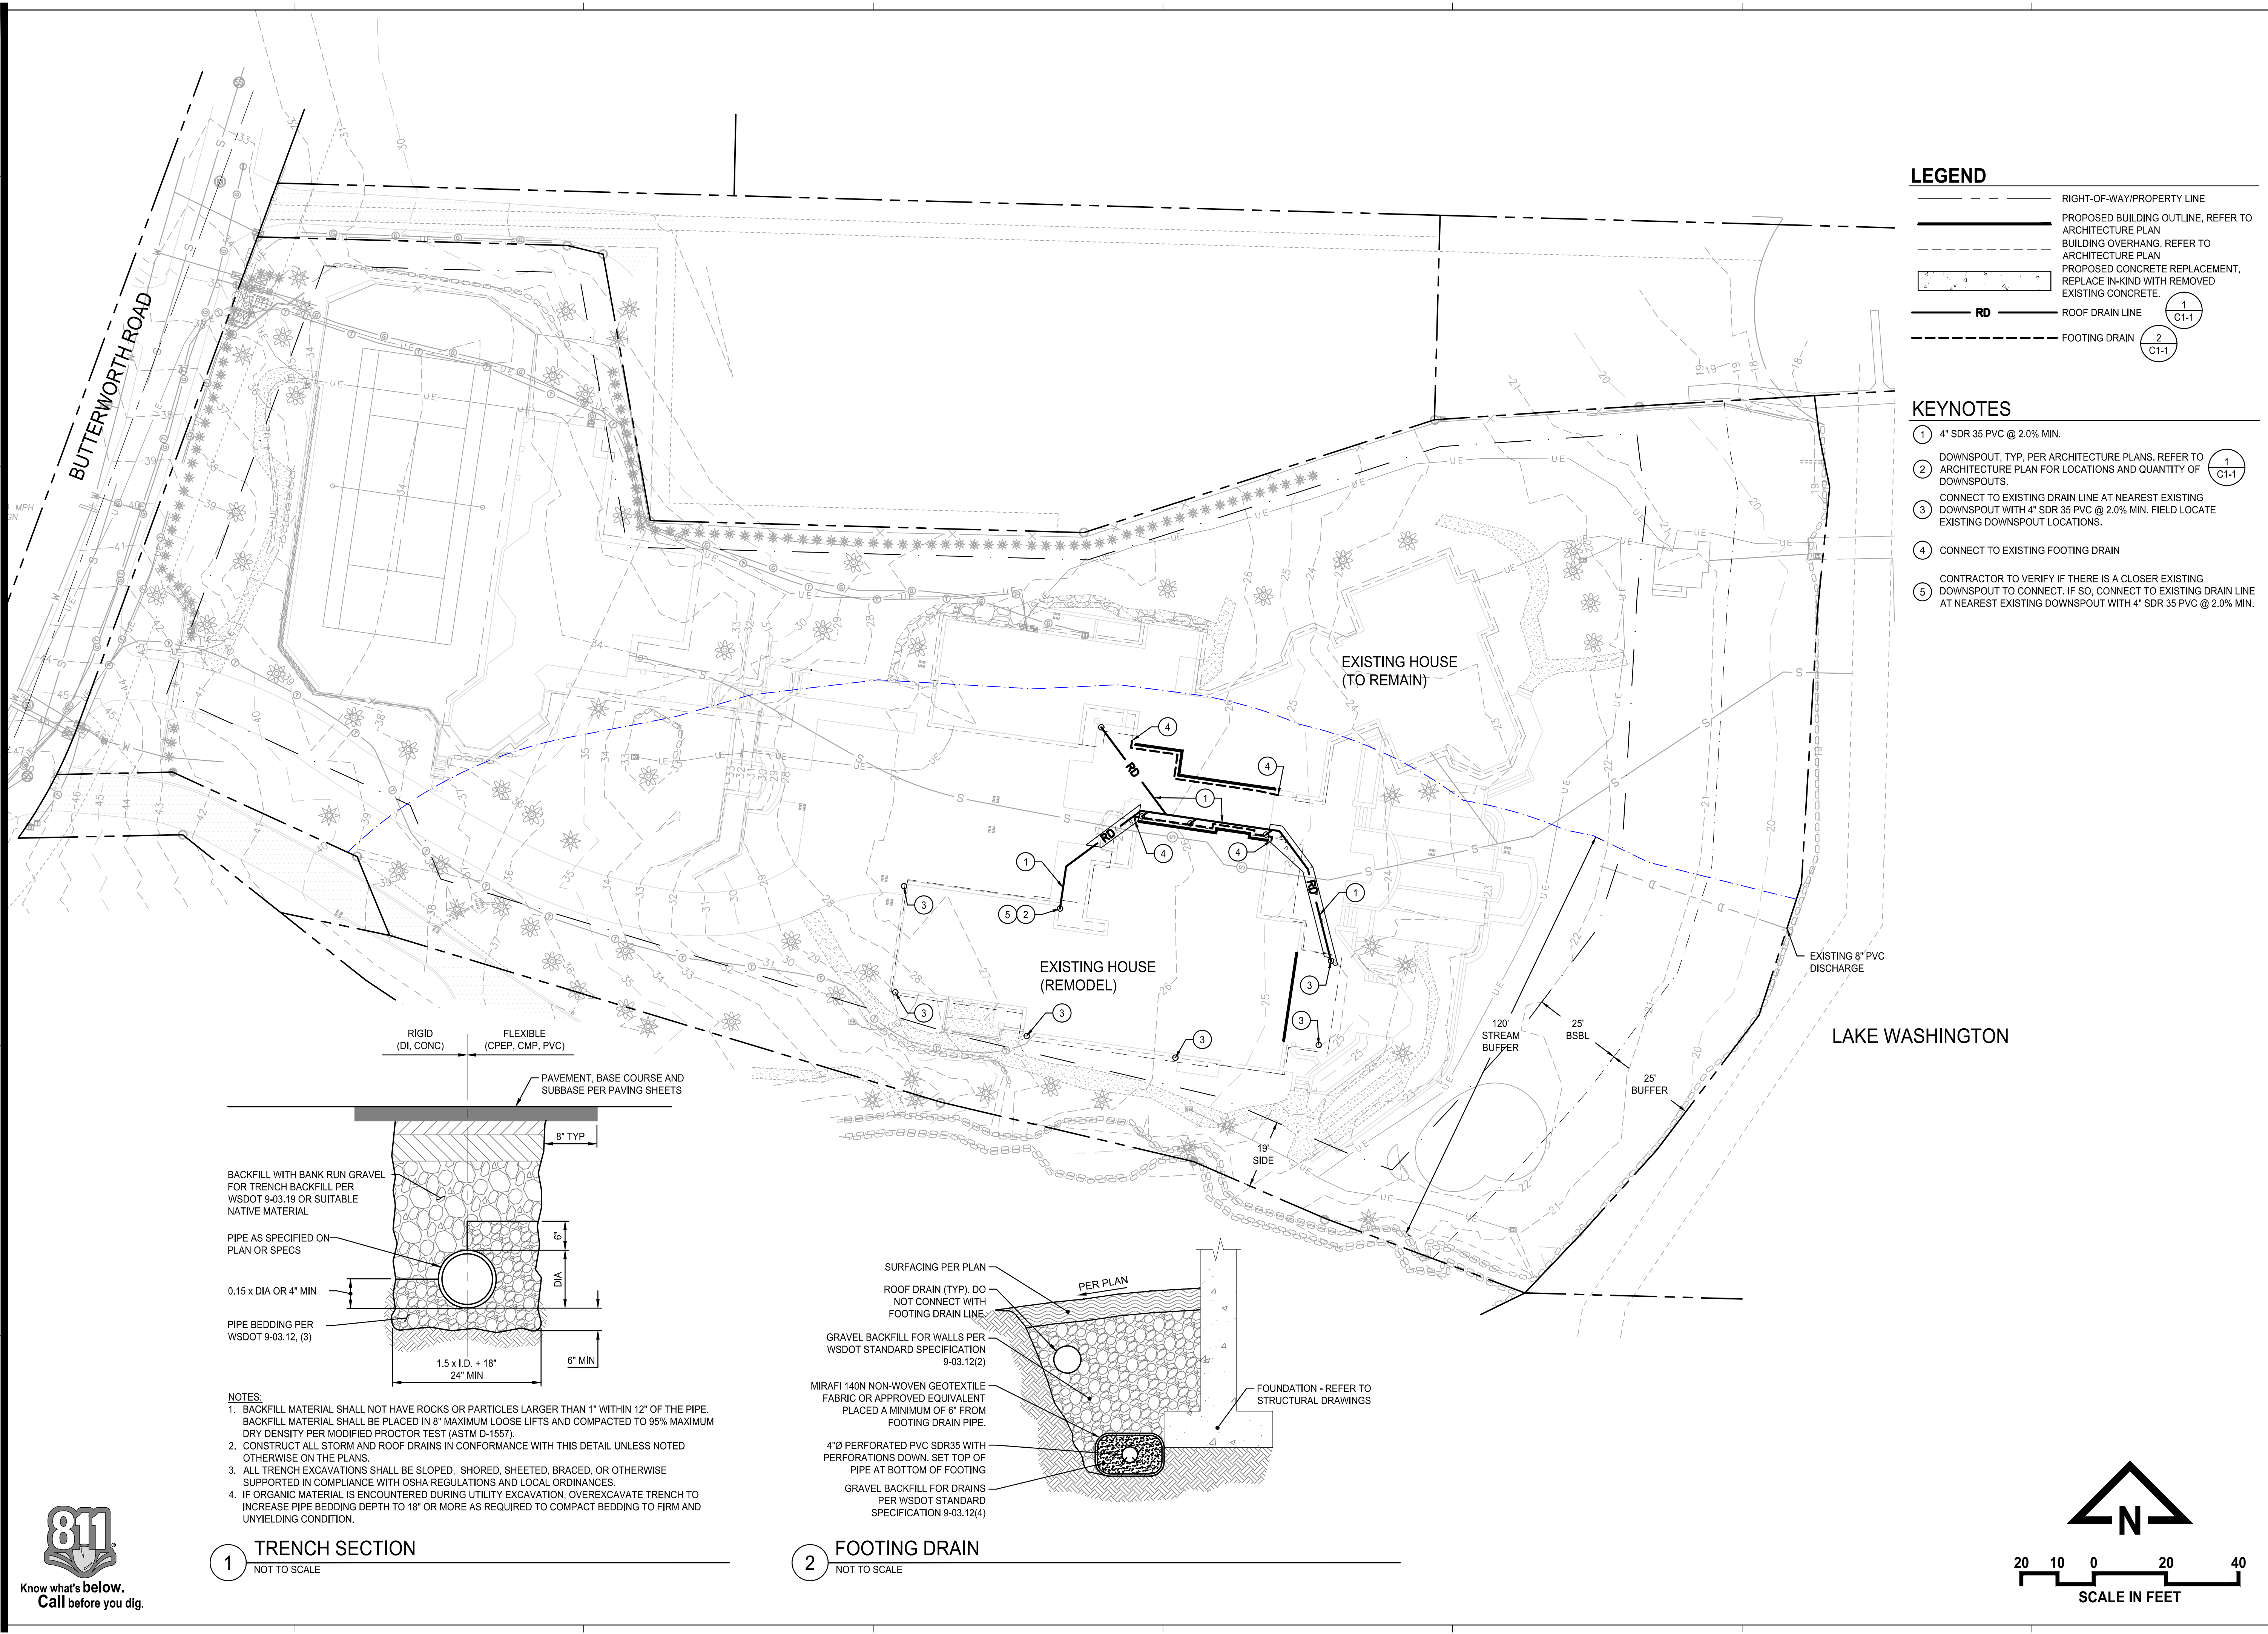 BUTTERWORTH ROAD
MPH
LEGEND
RIGHT-OF-WAY/PROPERTY LINE
PROPOSED BUILDING OUTLINE, REFER TO
ARCHITECTURE PLAN
BUILDING OVERHANG, REFER TO
ARCHITECTURE PLAN
PROPOSED CONCRETE REPLACEMENT,
REPLACE IN-KIND WITH REMOVED
EXISTING CONCRETE.
RD ROOF DRAIN LINE 1
C1-1
FOOTING DRAIN 2
C1-1
KEYNOTES
1 4" SDR 35 PVC @ 2.0% MIN.
2 DOWNSPOUT, TYP, PER ARCHITECTURE PLANS. REFER TO
ARCHITECTURE PLAN FOR LOCATIONS AND QUANTITY OF
DOWNSPOUTS.
1
C1-1
3 CONNECT TO EXISTING DRAIN LINE AT NEAREST EXISTING
DOWNSPOUT WITH 4" SDR 35 PVC @ 2.0% MIN. FIELD LOCATE
EXISTING DOWNSPOUT LOCATIONS.
4 CONNECT TO EXISTING FOOTING DRAIN
5 CONTRACTOR TO VERIFY IF THERE IS A CLOSER EXISTING
DOWNSPOUT TO CONNECT. IF SO, CONNECT TO EXISTING DRAIN LINE
AT NEAREST EXISTING DOWNSPOUT WITH 4" SDR 35 PVC @ 2.0% MIN.
EXISTING HOUSE
(TO REMAIN)
4
RD
4
1
RD
4
4
1
3
5 2
RD
1
EXISTING HOUSE
(REMODEL)
3
3
3
3
3
EXISTING 8" PVC
DISCHARGE
LAKE WASHINGTON
120'
STREAM
BUFFER
25'
BSBL
25'
BUFFER
19'
SIDE
RIGID
(DI, CONC)
FLEXIBLE
(CPEP, CMP, PVC)
PAVEMENT, BASE COURSE AND
SUBBASE PER PAVING SHEETS
8" TYP
BACKFILL WITH BANK RUN GRAVEL
FOR TRENCH BACKFILL PER
WSDOT 9-03.19 OR SUITABLE
NATIVE MATERIAL
PIPE AS SPECIFIED ON
PLAN OR SPECS
6"
DIA
0.15 x DIA OR 4" MIN
PIPE BEDDING PER
WSDOT 9-03.12, (3)
1.5 x I.D. + 18"
24" MIN
6" MIN
NOTES:
1. BACKFILL MATERIAL SHALL NOT HAVE ROCKS OR PARTICLES LARGER THAN 1" WITHIN 12" OF THE PIPE.
BACKFILL MATERIAL SHALL BE PLACED IN 8" MAXIMUM LOOSE LIFTS AND COMPACTED TO 95% MAXIMUM
DRY DENSITY PER MODIFIED PROCTOR TEST (ASTM D-1557).
2. CONSTRUCT ALL STORM AND ROOF DRAINS IN CONFORMANCE WITH THIS DETAIL UNLESS NOTED
OTHERWISE ON THE PLANS.
3. ALL TRENCH EXCAVATIONS SHALL BE SLOPED, SHORED, SHEETED, BRACED, OR OTHERWISE
SUPPORTED IN COMPLIANCE WITH OSHA REGULATIONS AND LOCAL ORDINANCES.
4. IF ORGANIC MATERIAL IS ENCOUNTERED DURING UTILITY EXCAVATION, OVEREXCAVATE TRENCH TO
INCREASE PIPE BEDDING DEPTH TO 18" OR MORE AS REQUIRED TO COMPACT BEDDING TO FIRM AND
UNYIELDING CONDITION.
1 TRENCH SECTION
NOT TO SCALE
SURFACING PER PLAN
PER PLAN
ROOF DRAIN (TYP). DO
NOT CONNECT WITH
FOOTING DRAIN LINE.
GRAVEL BACKFILL FOR WALLS PER
WSDOT STANDARD SPECIFICATION
9-03.12(2)
MIRAFI 140N NON-WOVEN GEOTEXTILE
FABRIC OR APPROVED EQUIVALENT
PLACED A MINIMUM OF 6" FROM
FOOTING DRAIN PIPE.
4"Ø PERFORATED PVC SDR35 WITH
PERFORATIONS DOWN. SET TOP OF
PIPE AT BOTTOM OF FOOTING
GRAVEL BACKFILL FOR DRAINS
PER WSDOT STANDARD
SPECIFICATION 9-03.12(4)
FOUNDATION - REFER TO
STRUCTURAL DRAWINGS
2 FOOTING DRAIN
NOT TO SCALE
811
Know what's below.
Call before you dig.
N
20 10 0 20 40
SCALE IN FEET